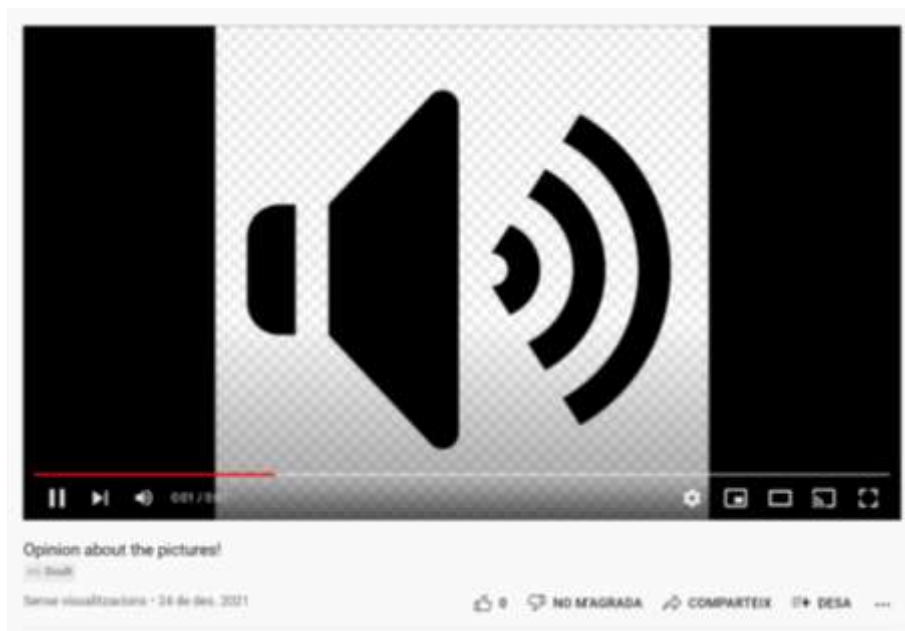 Opinion about the pictures!
Sense visualitzacions • 24 de des. 2021
0 NO M'AGRADA COMPARTEIX DESA